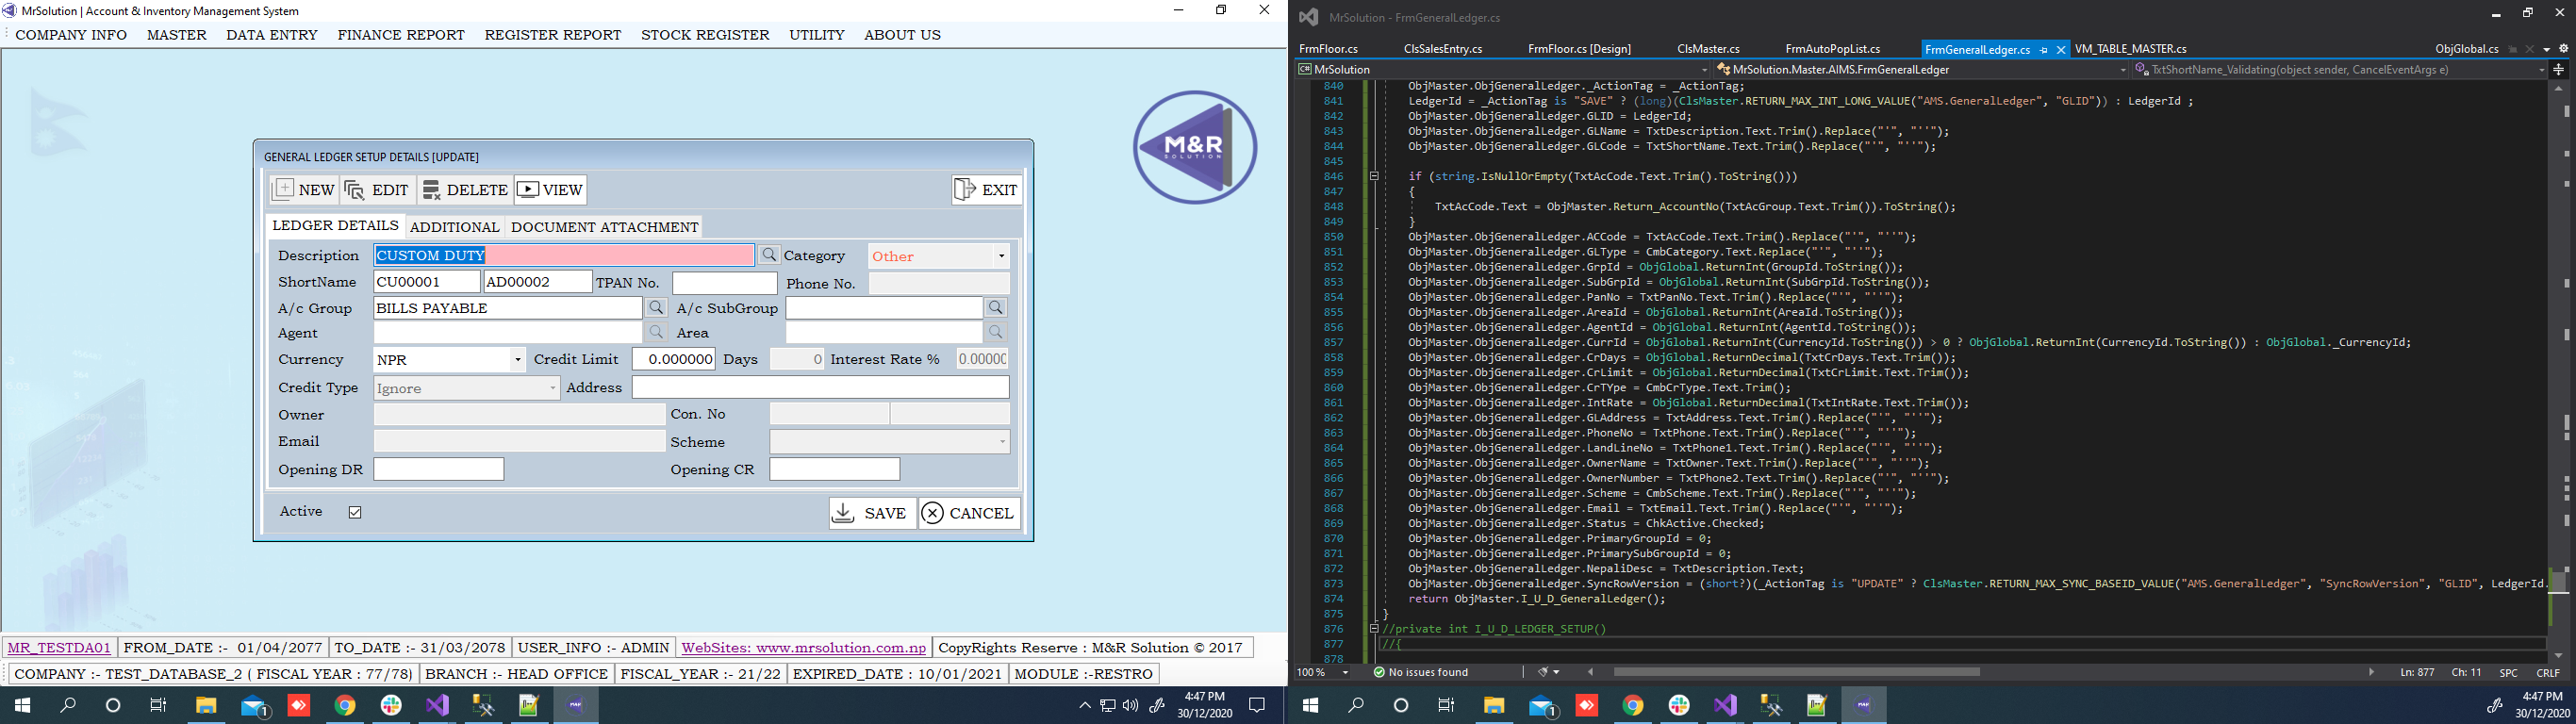 MrSolution | Account & Inventory Management System
COMPANY INFO MASTER DATA ENTRY FINANCE REPORT REGISTER REPORT STOCK REGISTER UTILITY ABOUT US
M&R
SOLUTION
GENERAL LEDGER SETUP DETAILS [UPDATE]
NEW EDIT DELETE VIEW EXIT
LEDGER DETAILS ADDITIONAL DOCUMENT ATTACHMENT
Description CUSTOM DUTY Category Other
ShortName CU00001 AD00002 TPAN No. Phone No.
A/c Group BILLS PAYABLE A/c SubGroup
Agent Area
Currency NPR Credit Limit 0.000000 Days 0 Interest Rate % 0.00000
Credit Type Ignore Address
Owner Con. No
Email Scheme
Opening DR Opening CR
Active SAVE CANCEL
MR_TESTDA01 FROM_DATE :- 01/04/2077 TO_DATE :- 31/03/2078 USER_INFO :- ADMIN WebSites: www.mrsolution.com.np CopyRights Reserve : M&R Solution © 2017
COMPANY :- TEST_DATABASE_2 ( FISCAL YEAR : 77/78) BRANCH :- HEAD OFFICE FISCAL_YEAR :- 21/22 EXPIRED_DATE : 10/01/2021 MODULE :-RESTRO
1
4:47 PM
30/12/2020
MrSolution - FrmGeneralLedger.cs
FrmFloor.cs ClsSalesEntry.cs FrmFloor.cs [Design] ClsMaster.cs FrmAutoPopList.cs FrmGeneralLedger.cs VM_TABLE_MASTER.cs ObjGlobal.cs
MrSolution MrSolution.Master.AIMS.FrmGeneralLedger TxtShortName_Validating(object sender, CancelEventArgs e)
840 ObjMaster.ObjGeneralLedger._ActionTag = _ActionTag;
841 LedgerId = _ActionTag is "SAVE" ? (long)(ClsMaster.RETURN_MAX_INT_LONG_VALUE("AMS.GeneralLedger", "GLID")) : LedgerId ;
842 ObjMaster.ObjGeneralLedger.GLID = LedgerId;
843 ObjMaster.ObjGeneralLedger.GLName = TxtDescription.Text.Trim().Replace("'", "''");
844 ObjMaster.ObjGeneralLedger.GLCode = TxtShortName.Text.Trim().Replace("'", "''");
845
846 if (string.IsNullOrEmpty(TxtAcCode.Text.Trim().ToString()))
847 {
848 TxtAcCode.Text = ObjMaster.Return_AccountNo(TxtAcGroup.Text.Trim()).ToString();
849 }
850 ObjMaster.ObjGeneralLedger.ACCode = TxtAcCode.Text.Trim().Replace("'", "''");
851 ObjMaster.ObjGeneralLedger.GLType = CmbCategory.Text.Replace("'", "''");
852 ObjMaster.ObjGeneralLedger.GrpId = ObjGlobal.ReturnInt(GroupId.ToString());
853 ObjMaster.ObjGeneralLedger.SubGrpId = ObjGlobal.ReturnInt(SubGrpId.ToString());
854 ObjMaster.ObjGeneralLedger.PanNo = TxtPanNo.Text.Trim().Replace("'", "''");
855 ObjMaster.ObjGeneralLedger.AreaId = ObjGlobal.ReturnInt(AreaId.ToString());
856 ObjMaster.ObjGeneralLedger.AgentId = ObjGlobal.ReturnInt(AgentId.ToString());
857 ObjMaster.ObjGeneralLedger.CurrId = ObjGlobal.ReturnInt(CurrencyId.ToString()) > 0 ? ObjGlobal.ReturnInt(CurrencyId.ToString()) : ObjGlobal._CurrencyId;
858 ObjMaster.ObjGeneralLedger.CrDays = ObjGlobal.ReturnDecimal(TxtCrDays.Text.Trim());
859 ObjMaster.ObjGeneralLedger.CrLimit = ObjGlobal.ReturnDecimal(TxtCrLimit.Text.Trim());
860 ObjMaster.ObjGeneralLedger.CrTYpe = CmbCrType.Text.Trim();
861 ObjMaster.ObjGeneralLedger.IntRate = ObjGlobal.ReturnDecimal(TxtIntRate.Text.Trim());
862 ObjMaster.ObjGeneralLedger.GLAddress = TxtAddress.Text.Trim().Replace("'", "''");
863 ObjMaster.ObjGeneralLedger.PhoneNo = TxtPhone.Text.Trim().Replace("'", "''");
864 ObjMaster.ObjGeneralLedger.LandLineNo = TxtPhone1.Text.Trim().Replace("'", "''");
865 ObjMaster.ObjGeneralLedger.OwnerName = TxtOwner.Text.Trim().Replace("'", "''");
866 ObjMaster.ObjGeneralLedger.OwnerNumber = TxtPhone2.Text.Trim().Replace("'", "''");
867 ObjMaster.ObjGeneralLedger.Scheme = CmbScheme.Text.Trim().Replace("'", "''");
868 ObjMaster.ObjGeneralLedger.Email = TxtEmail.Text.Trim().Replace("'", "''");
869 ObjMaster.ObjGeneralLedger.Status = ChkActive.Checked;
870 ObjMaster.ObjGeneralLedger.PrimaryGroupId = 0;
871 ObjMaster.ObjGeneralLedger.PrimarySubGroupId = 0;
872 ObjMaster.ObjGeneralLedger.NepaliDesc = TxtDescription.Text;
873 ObjMaster.ObjGeneralLedger.SyncRowVersion = (short?)(_ActionTag is "UPDATE" ? ClsMaster.RETURN_MAX_SYNC_BASEID_VALUE("AMS.GeneralLedger", "SyncRowVersion", "GLID", LedgerId.
874 return ObjMaster.I_U_D_GeneralLedger();
875 }
876 //private int I_U_D_LEDGER_SETUP()
877 //{
878
100 % No issues found Ln: 877 Ch: 11 SPC CRLF
1
4:47 PM
30/12/2020